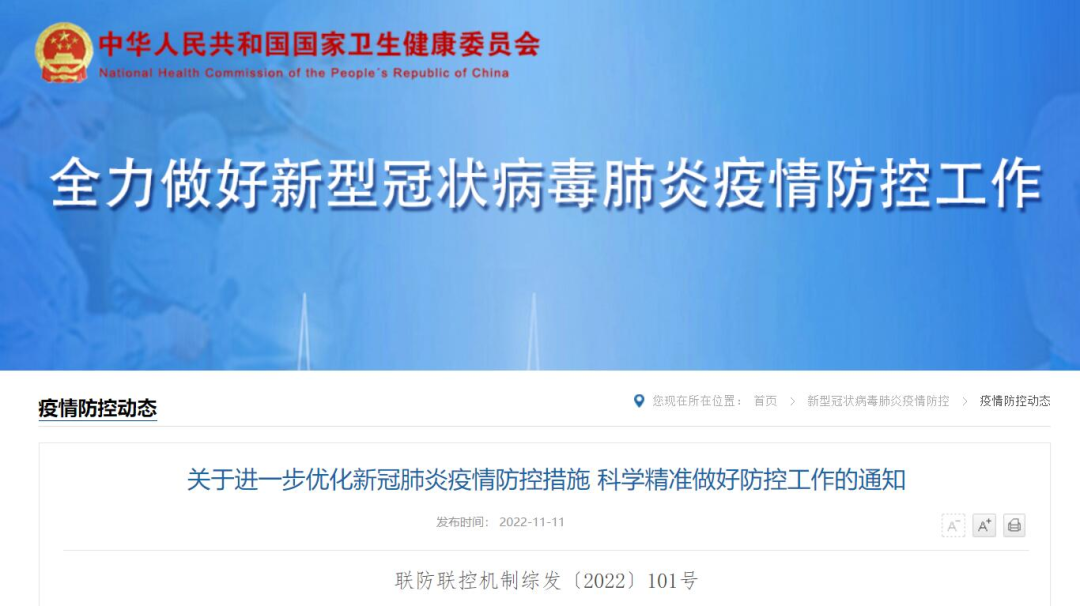 中华人民共和国国家卫生健康委员会
National Health Commission of the People's Republic of China
全力做好新型冠状病毒肺炎疫情防控工作
疫情防控动态
您现在所在位置： 首页 > 新型冠状病毒肺炎疫情防控 > 疫情防控动态
关于进一步优化新冠肺炎疫情防控措施 科学精准做好防控工作的通知
发布时间： 2022-11-11
A- A+
联防联控机制综发〔2022〕101号